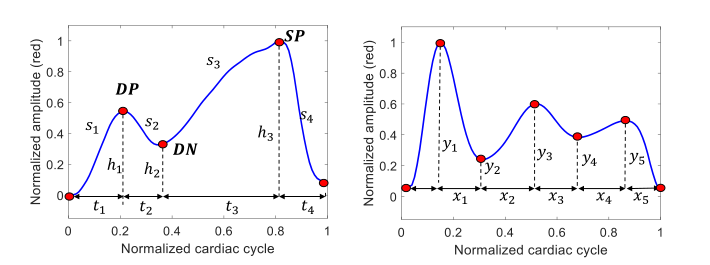 Normalized amplitude (red)
1
0.8
0.6
0.4
0.2
0
SP
DP
DN
s₁
s₂
s₃
s₄
h₁
h₂
h₃
t₁
t₂
t₃
t₄
0 0.2 0.4 0.6 0.8 1
Normalized cardiac cycle
Normalized amplitude (red)
1
0.8
0.6
0.4
0.2
0
y₁
y₂
y₃
y₄
y₅
x₁
x₂
x₃
x₄
x₅
0 0.2 0.4 0.6 0.8 1
Normalized cardiac cycle